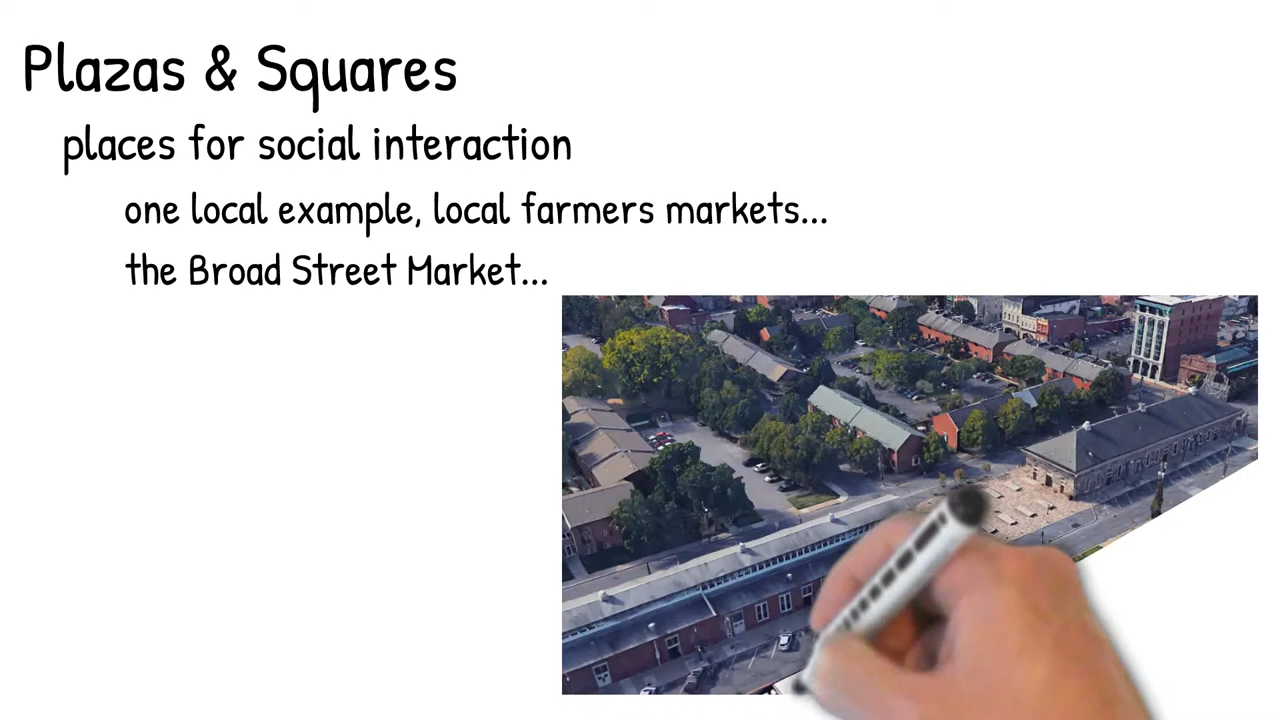 Plazas & Squares
places for social interaction
one local example, local farmers markets...
the Broad Street Market...